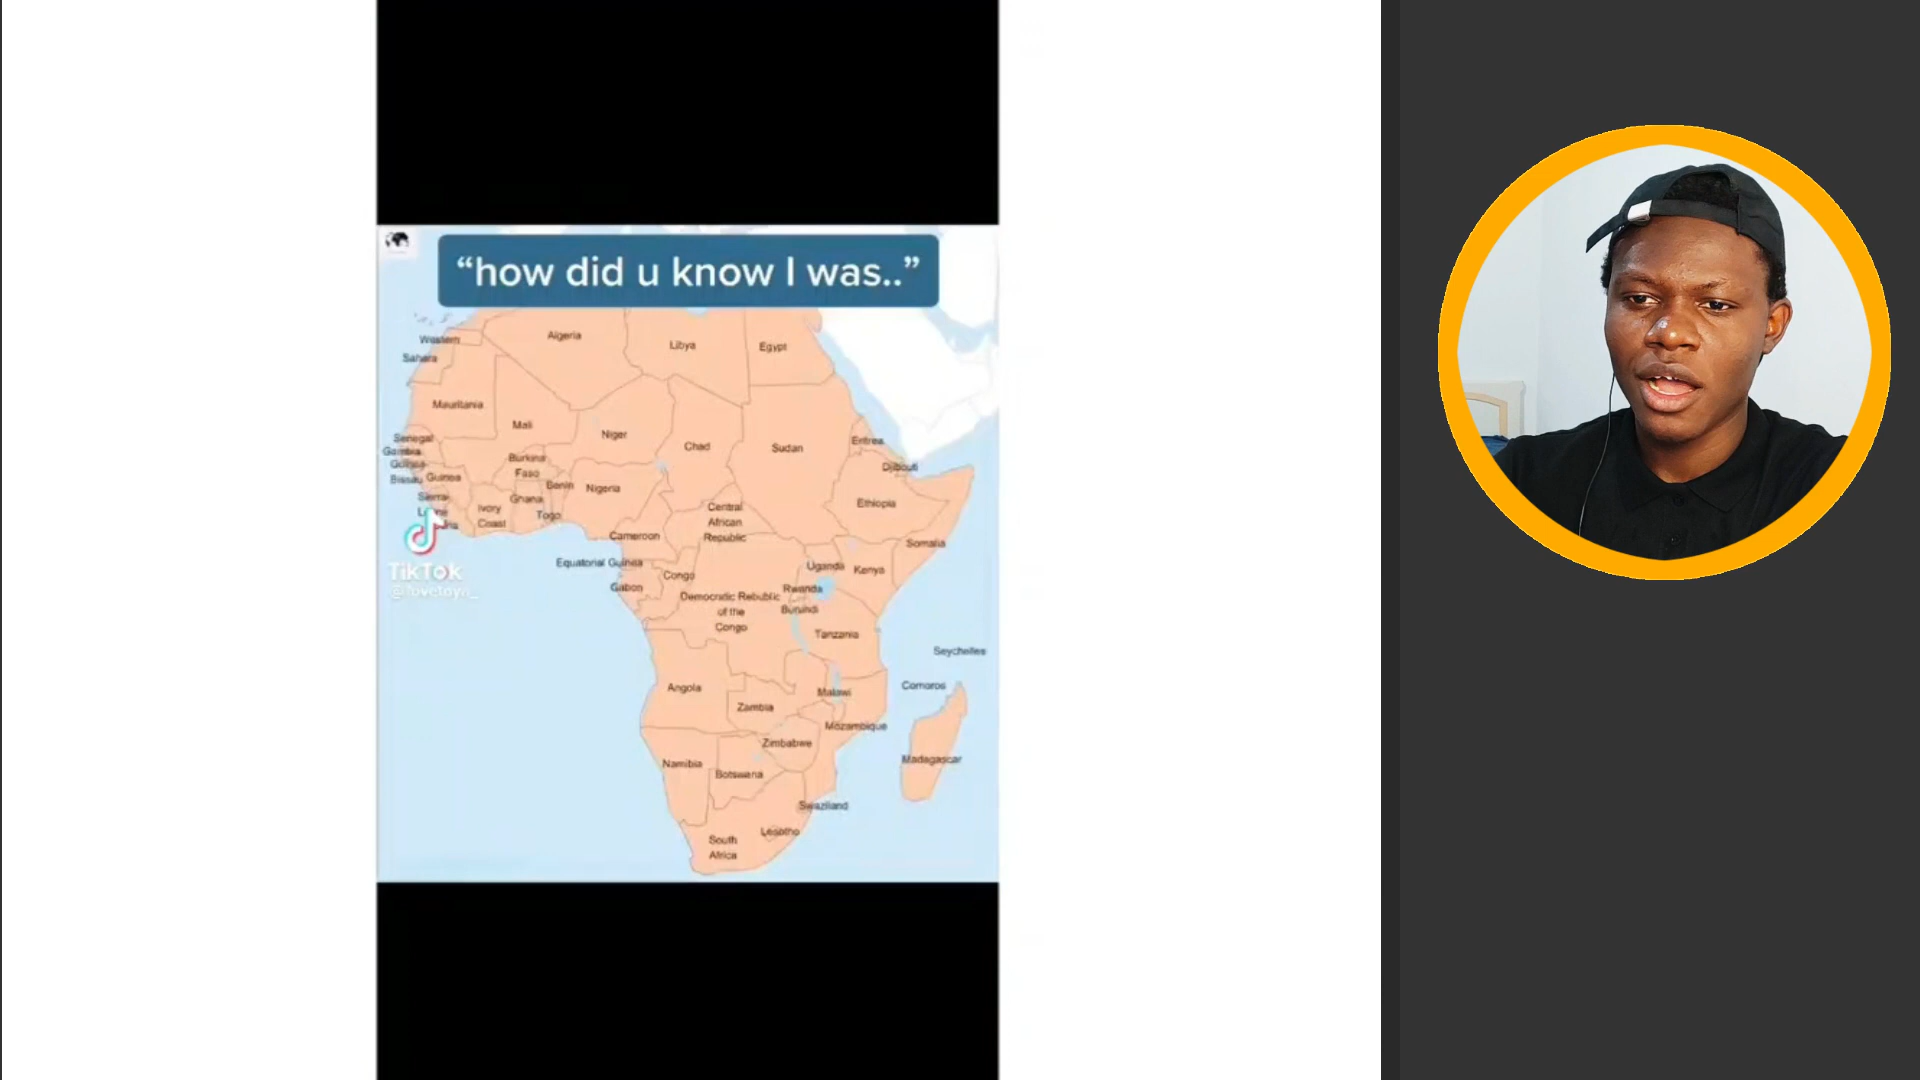 “how did u know I was..”
Algeria
Libya
Egypt
Western
Sahara
Mauritania
Mali
Niger
Chad
Sudan
Eritrea
Djibouti
Senegal
Gambia
Guinea
Bissau
Guinea
Burkina
Faso
Benin
Nigeria
Ethiopia
Sierra
Ghana
Ivory
Coast
Togo
Central
African
Republic
Cameroon
Somalia
Equatorial Guinea
Gabon
Congo
Uganda
Kenya
Rwanda
Burundi
TikTok
Democratic Republic
of the
Congo
Tanzania
Seychelles
Comoros
Angola
Malawi
Zambia
Mozambique
Zimbabwe
Madagascar
Namibia
Botswana
Swaziland
Lesotho
South
Africa